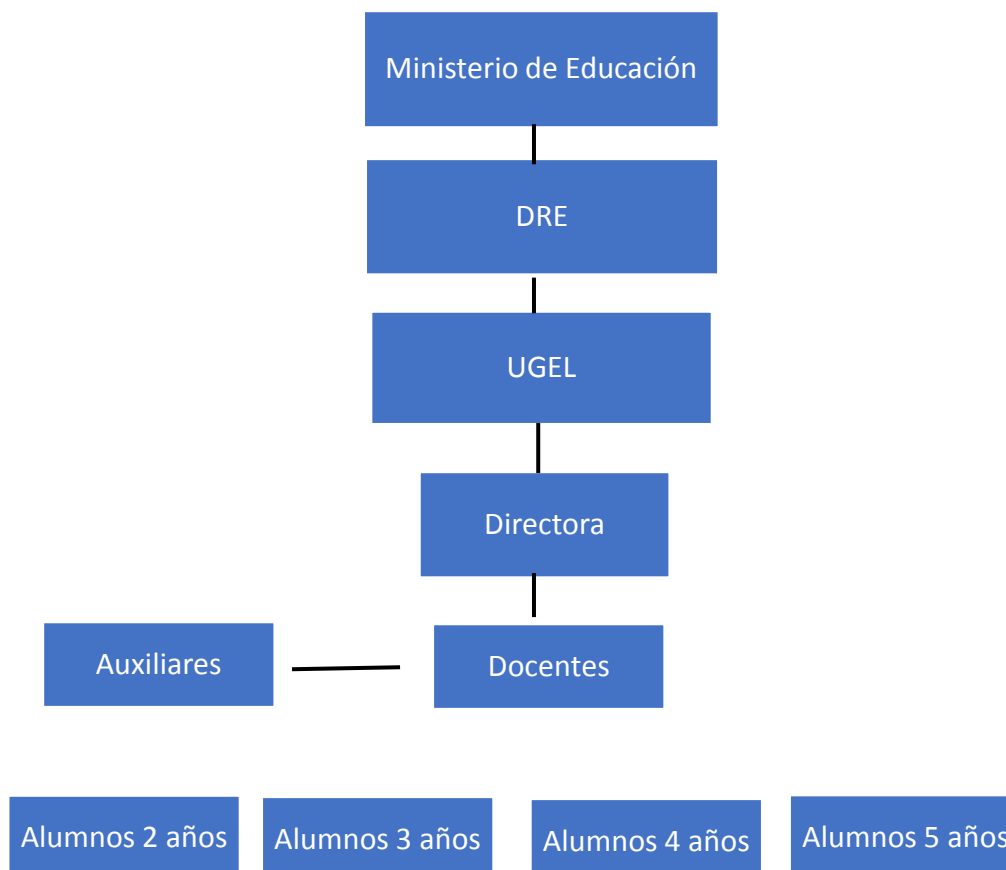 Ministerio de Educación
DRE
UGEL
Directora
Auxiliares
Docentes
Alumnos 2 años
Alumnos 3 años
Alumnos 4 años
Alumnos 5 años